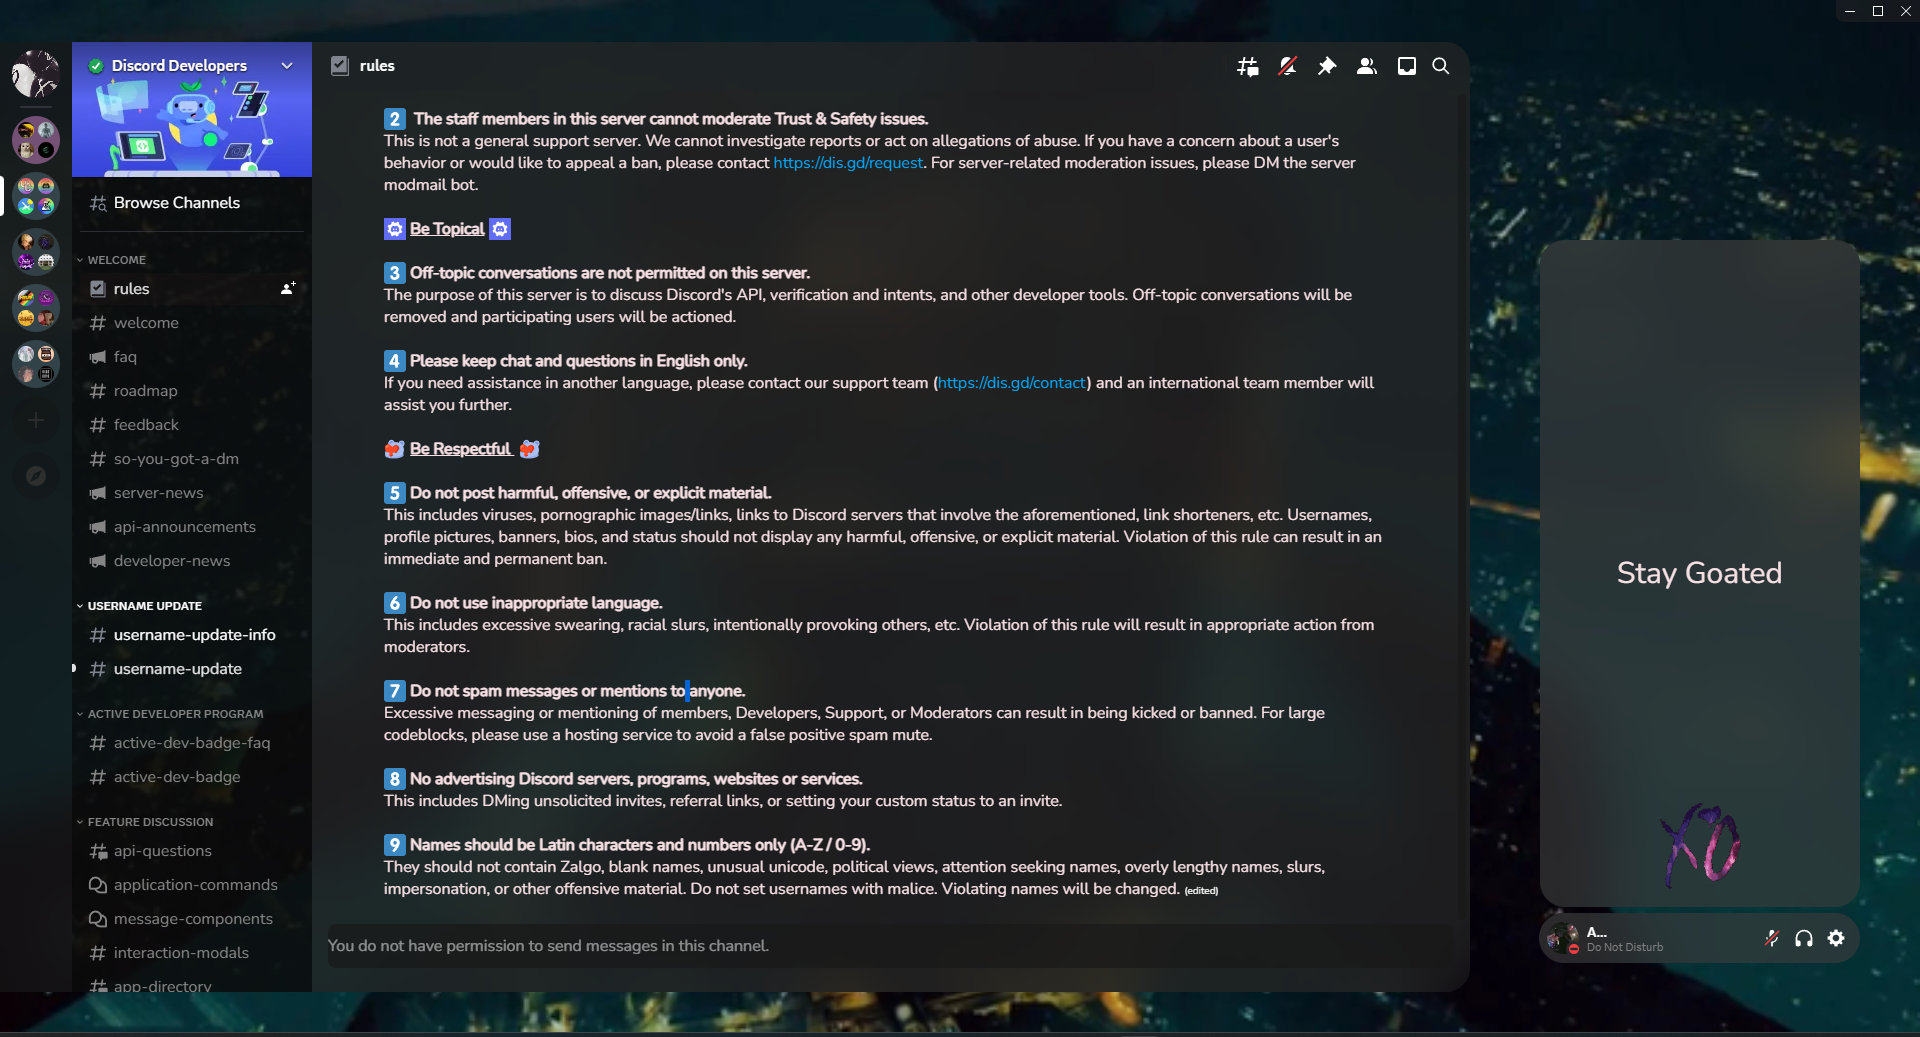 Discord Developers
Browse Channels
WELCOME
rules
welcome
faq
roadmap
feedback
so-you-got-a-dm
server-news
api-announcements
developer-news
USERNAME UPDATE
username-update-info
username-update
ACTIVE DEVELOPER PROGRAM
active-dev-badge-faq
active-dev-badge
FEATURE DISCUSSION
api-questions
application-commands
message-components
interaction-modals
app-directory
rules
2 The staff members in this server cannot moderate Trust & Safety issues.
This is not a general support server. We cannot investigate reports or act on allegations of abuse. If you have a concern about a user's
behavior or would like to appeal a ban, please contact https://dis.gd/request. For server-related moderation issues, please DM the server
modmail bot.
Be Topical
3 Off-topic conversations are not permitted on this server.
The purpose of this server is to discuss Discord's API, verification and intents, and other developer tools. Off-topic conversations will be
removed and participating users will be actioned.
4 Please keep chat and questions in English only.
If you need assistance in another language, please contact our support team (https://dis.gd/contact) and an international team member will
assist you further.
Be Respectful
5 Do not post harmful, offensive, or explicit material.
This includes viruses, pornographic images/links, links to Discord servers that involve the aforementioned, link shorteners, etc. Usernames,
profile pictures, banners, bios, and status should not display any harmful, offensive, or explicit material. Violation of this rule can result in an
immediate and permanent ban.
6 Do not use inappropriate language.
This includes excessive swearing, racial slurs, intentionally provoking others, etc. Violation of this rule will result in appropriate action from
moderators.
7 Do not spam messages or mentions to anyone.
Excessive messaging or mentioning of members, Developers, Support, or Moderators can result in being kicked or banned. For large
codeblocks, please use a hosting service to avoid a false positive spam mute.
8 No advertising Discord servers, programs, websites or services.
This includes DMing unsolicited invites, referral links, or setting your custom status to an invite.
9 Names should be Latin characters and numbers only (A-Z / 0-9).
They should not contain Zalgo, blank names, unusual unicode, political views, attention seeking names, overly lengthy names, slurs,
impersonation, or other offensive material. Do not set usernames with malice. Violating names will be changed. (edited)
You do not have permission to send messages in this channel.
Stay Goated
XO
A...
Do Not Disturb